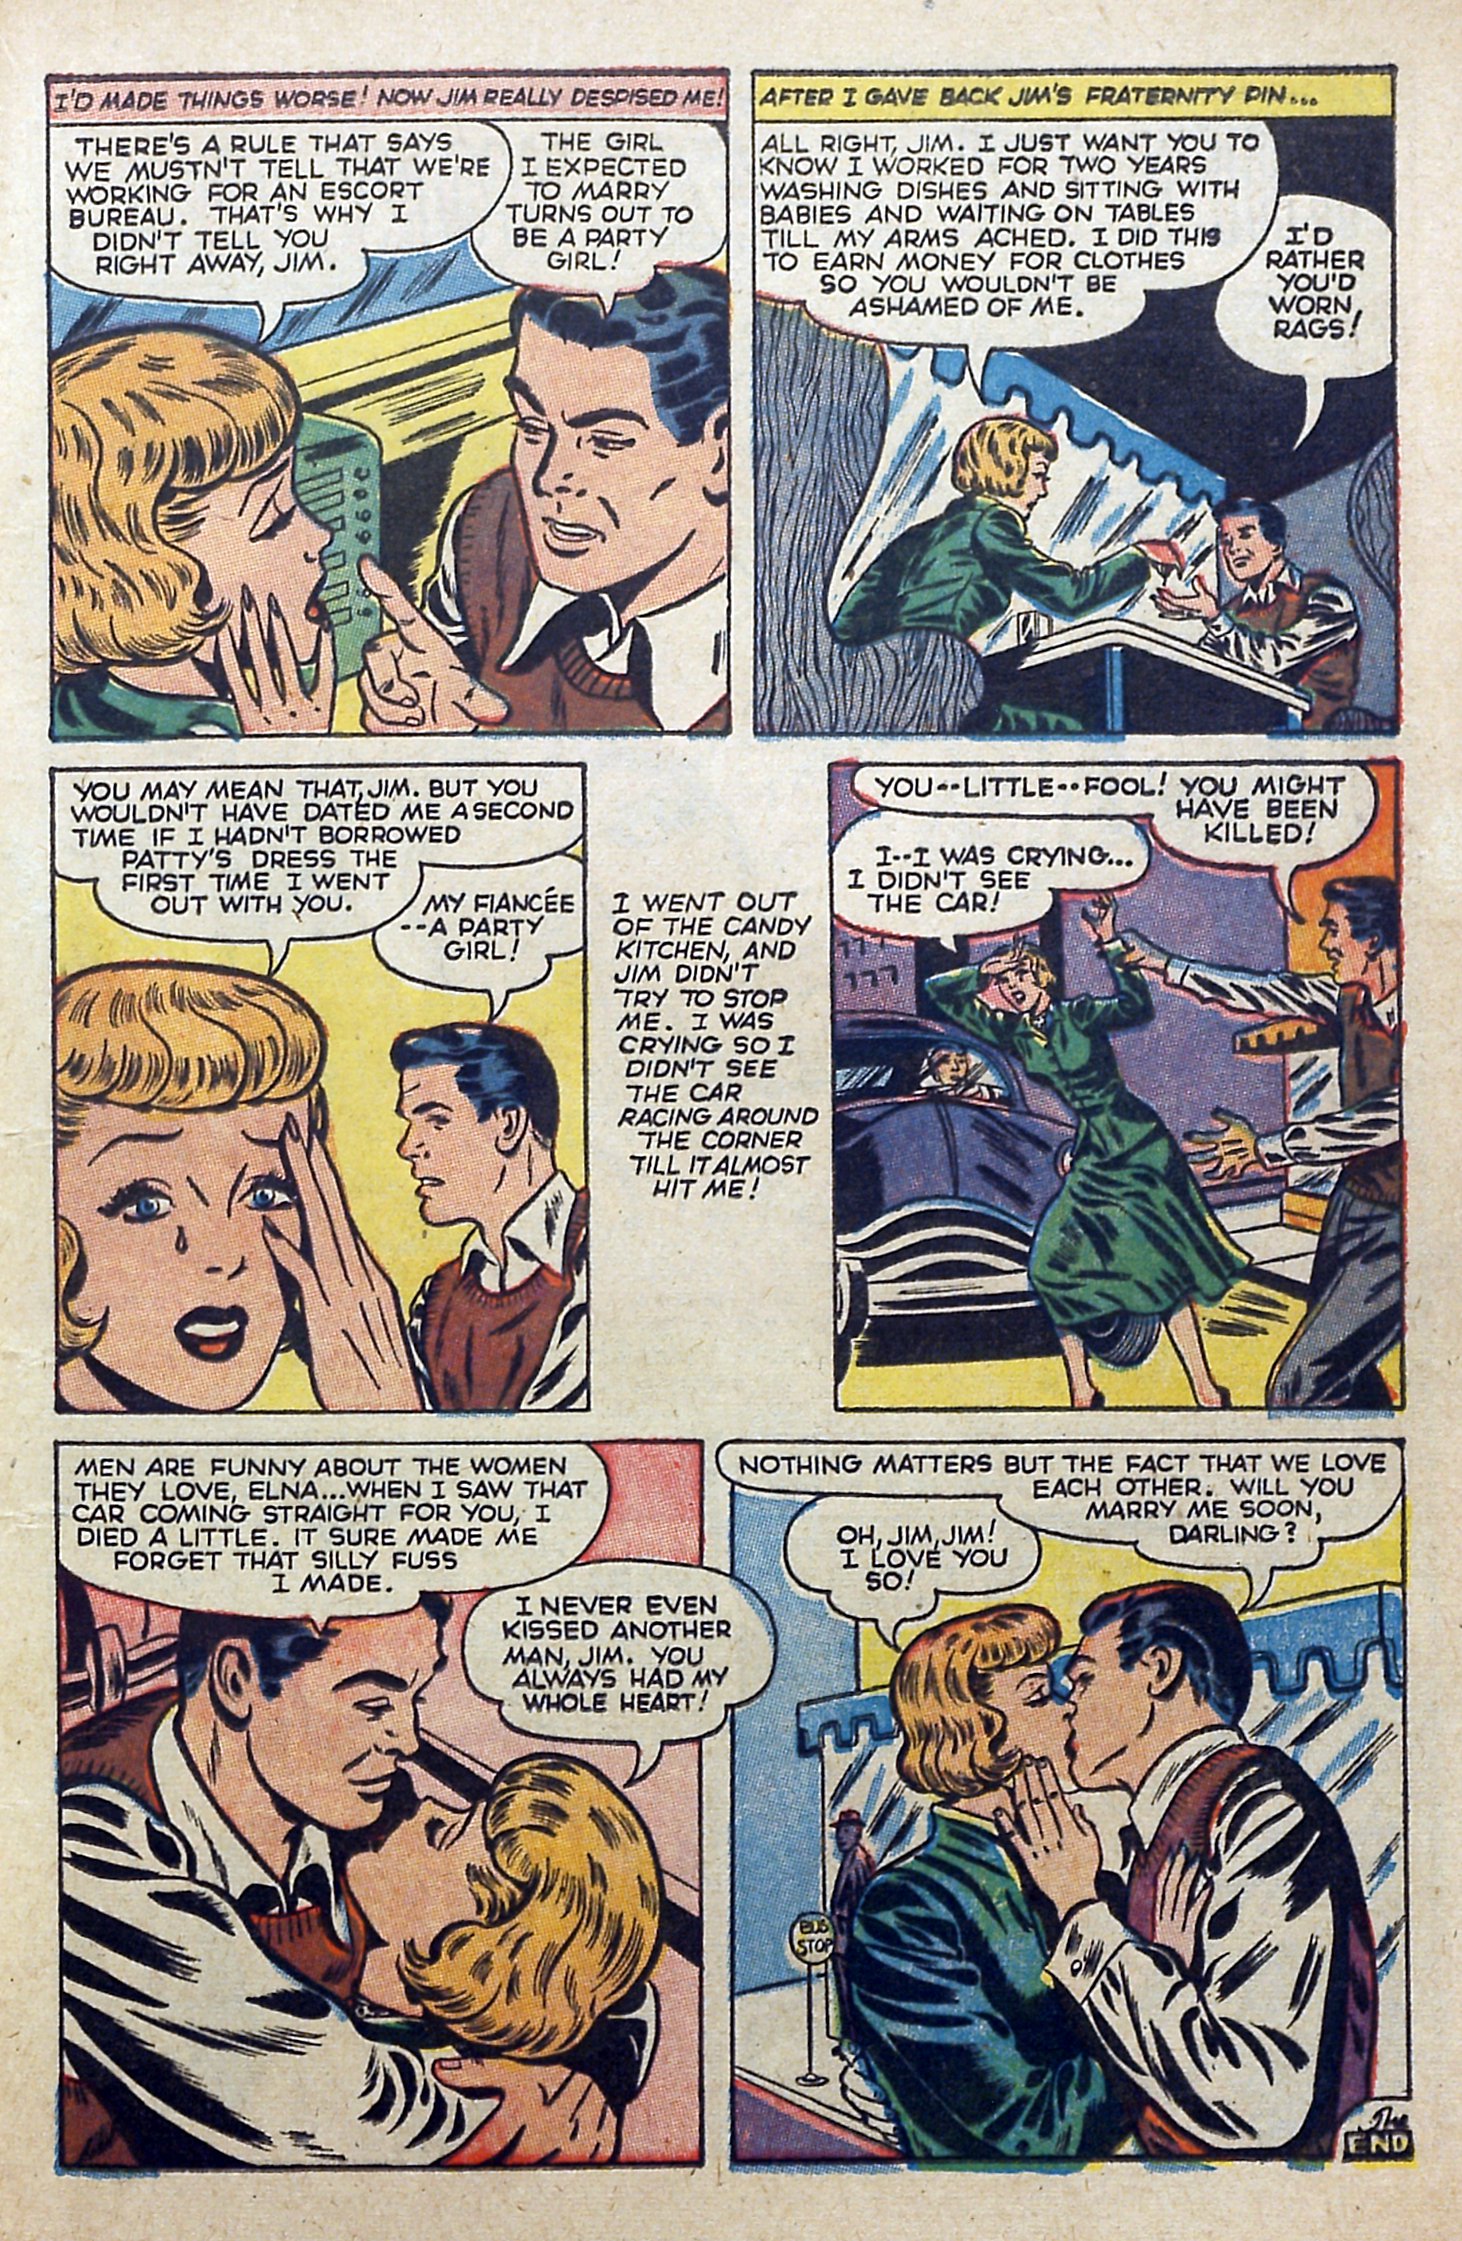 I'D MADE THINGS WORSE! NOW JIM REALLY DESPISED ME!
THERE'S A RULE THAT SAYS
WE MUSTN'T TELL THAT WE'RE
WORKING FOR AN ESCORT
BUREAU. THAT'S WHY I
DIDN'T TELL YOU
RIGHT AWAY, JIM.
THE GIRL
I EXPECTED
TO MARRY
TURNS OUT TO
BE A PARTY
GIRL!
AFTER I GAVE BACK JIM'S FRATERNITY PIN...
ALL RIGHT, JIM. I JUST WANT YOU TO
KNOW I WORKED FOR TWO YEARS
WASHING DISHES AND SITTING WITH
BABIES AND WAITING ON TABLES
TILL MY ARMS ACHED. I DID THIS
TO EARN MONEY FOR CLOTHES
SO YOU WOULDN'T BE
ASHAMED OF ME.
I'D
RATHER
YOU'D
WORN
RAGS!
YOU MAY MEAN THAT, JIM. BUT YOU
WOULDN'T HAVE DATED ME A SECOND
TIME IF I HADN'T BORROWED
PATTY'S DRESS THE
FIRST TIME I WENT
OUT WITH YOU.
MY FIANCÉE
--A PARTY
GIRL!
I WENT OUT
OF THE CANDY
KITCHEN, AND
JIM DIDN'T
TRY TO STOP
ME. I WAS
CRYING SO I
DIDN'T SEE
THE CAR
RACING AROUND
THE CORNER
TILL IT ALMOST
HIT ME!
YOU--LITTLE--FOOL! YOU MIGHT
HAVE BEEN
KILLED!
I--I WAS CRYING...
I DIDN'T SEE
THE CAR!
MEN ARE FUNNY ABOUT THE WOMEN
THEY LOVE, ELNA...WHEN I SAW THAT
CAR COMING STRAIGHT FOR YOU, I
DIED A LITTLE. IT SURE MADE ME
FORGET THAT SILLY FUSS
I MADE.
I NEVER EVEN
KISSED ANOTHER
MAN, JIM. YOU
ALWAYS HAD MY
WHOLE HEART!
NOTHING MATTERS BUT THE FACT THAT WE LOVE
EACH OTHER. WILL YOU
MARRY ME SOON,
DARLING?
OH, JIM, JIM!
I LOVE YOU
SO!
BUS
STOP
The
END